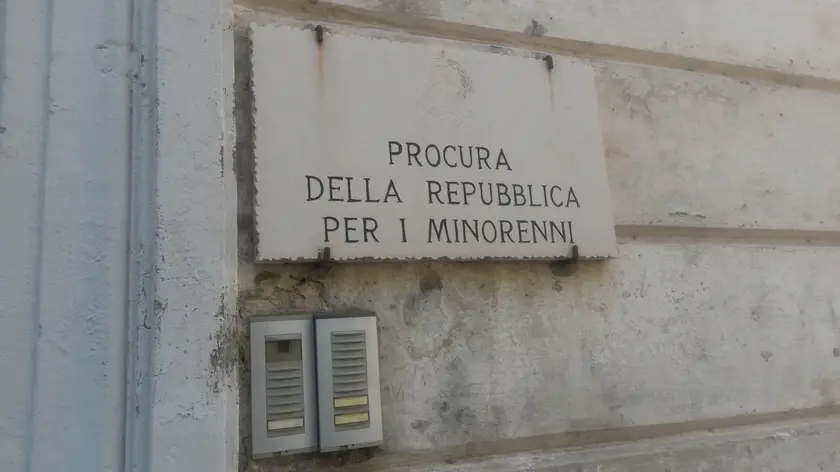 PROCURA
DELLA REPUBBLICA
PER I MINORENNI